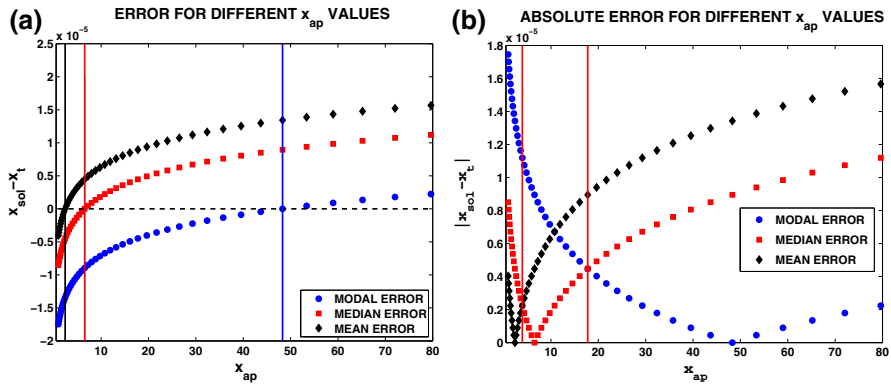 (a)
ERROR FOR DIFFERENT x_ap VALUES
x 10^-5
2.5
2
1.5
1
0.5
0
−0.5
−1
−1.5
−2
10
20
30
40
50
60
70
80
x_sol−x_t
x_ap
MODAL ERROR
MEDIAN ERROR
MEAN ERROR
(b)
ABSOLUTE ERROR FOR DIFFERENT x_ap VALUES
x 10^-5
1.8
1.6
1.4
1.2
1
0.8
0.6
0.4
0.2
0
10
20
30
40
50
60
70
80
|x_sol−x_t|
x_ap
MODAL ERROR
MEDIAN ERROR
MEAN ERROR